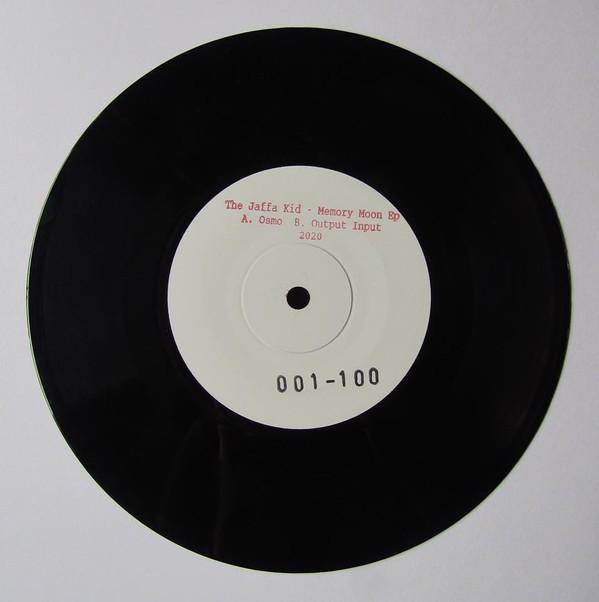 The Jaffa Kid - Memory Moon Ep
A. Osmo B. Output Input
2020
001-100